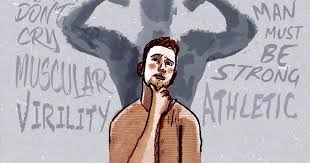 DON'T
CRY
MUSCULAR
VIRILITY
MAN
MUST
BE
STRONG
ATHLETIC